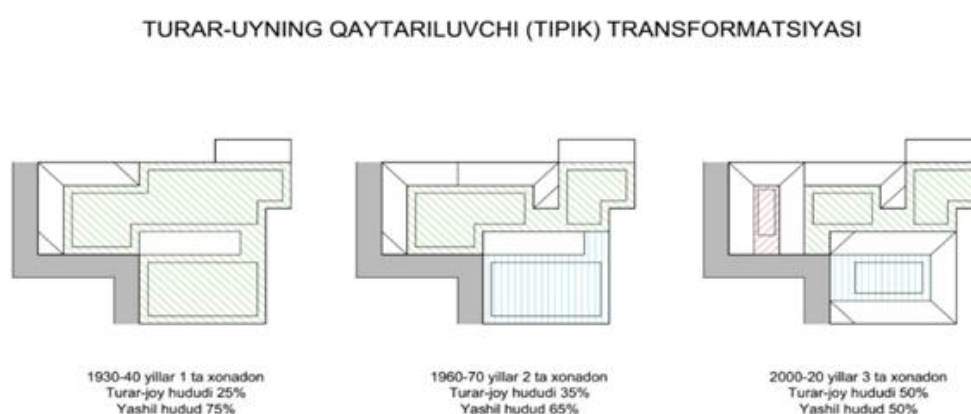 TURAR-UYNING QAYTARILUVCHI (TIPIK) TRANSFORMATSIYASI
1930-40 yillar 1 ta xonadon
Turar-joy hududi 25%
Yashil hudud 75%
1960-70 yillar 2 ta xonadon
Turar-joy hududi 35%
Yashil hudud 65%
2000-20 yillar 3 ta xonadon
Turar-joy hududi 50%
Yashil hudud 50%